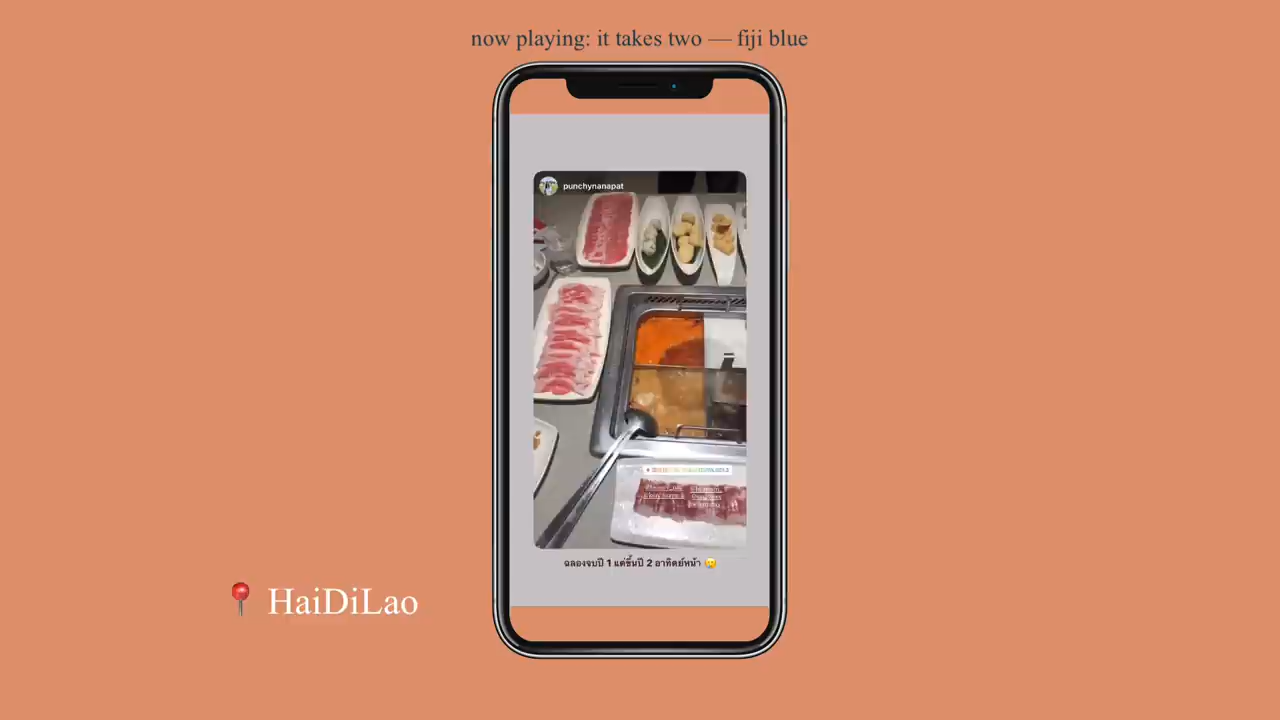 now playing: it takes two — fiji blue
punchynanapat
ฉลองจบปี 1 แต่ขึ้นปี 2 อาทิตย์หน้า
HaiDiLao